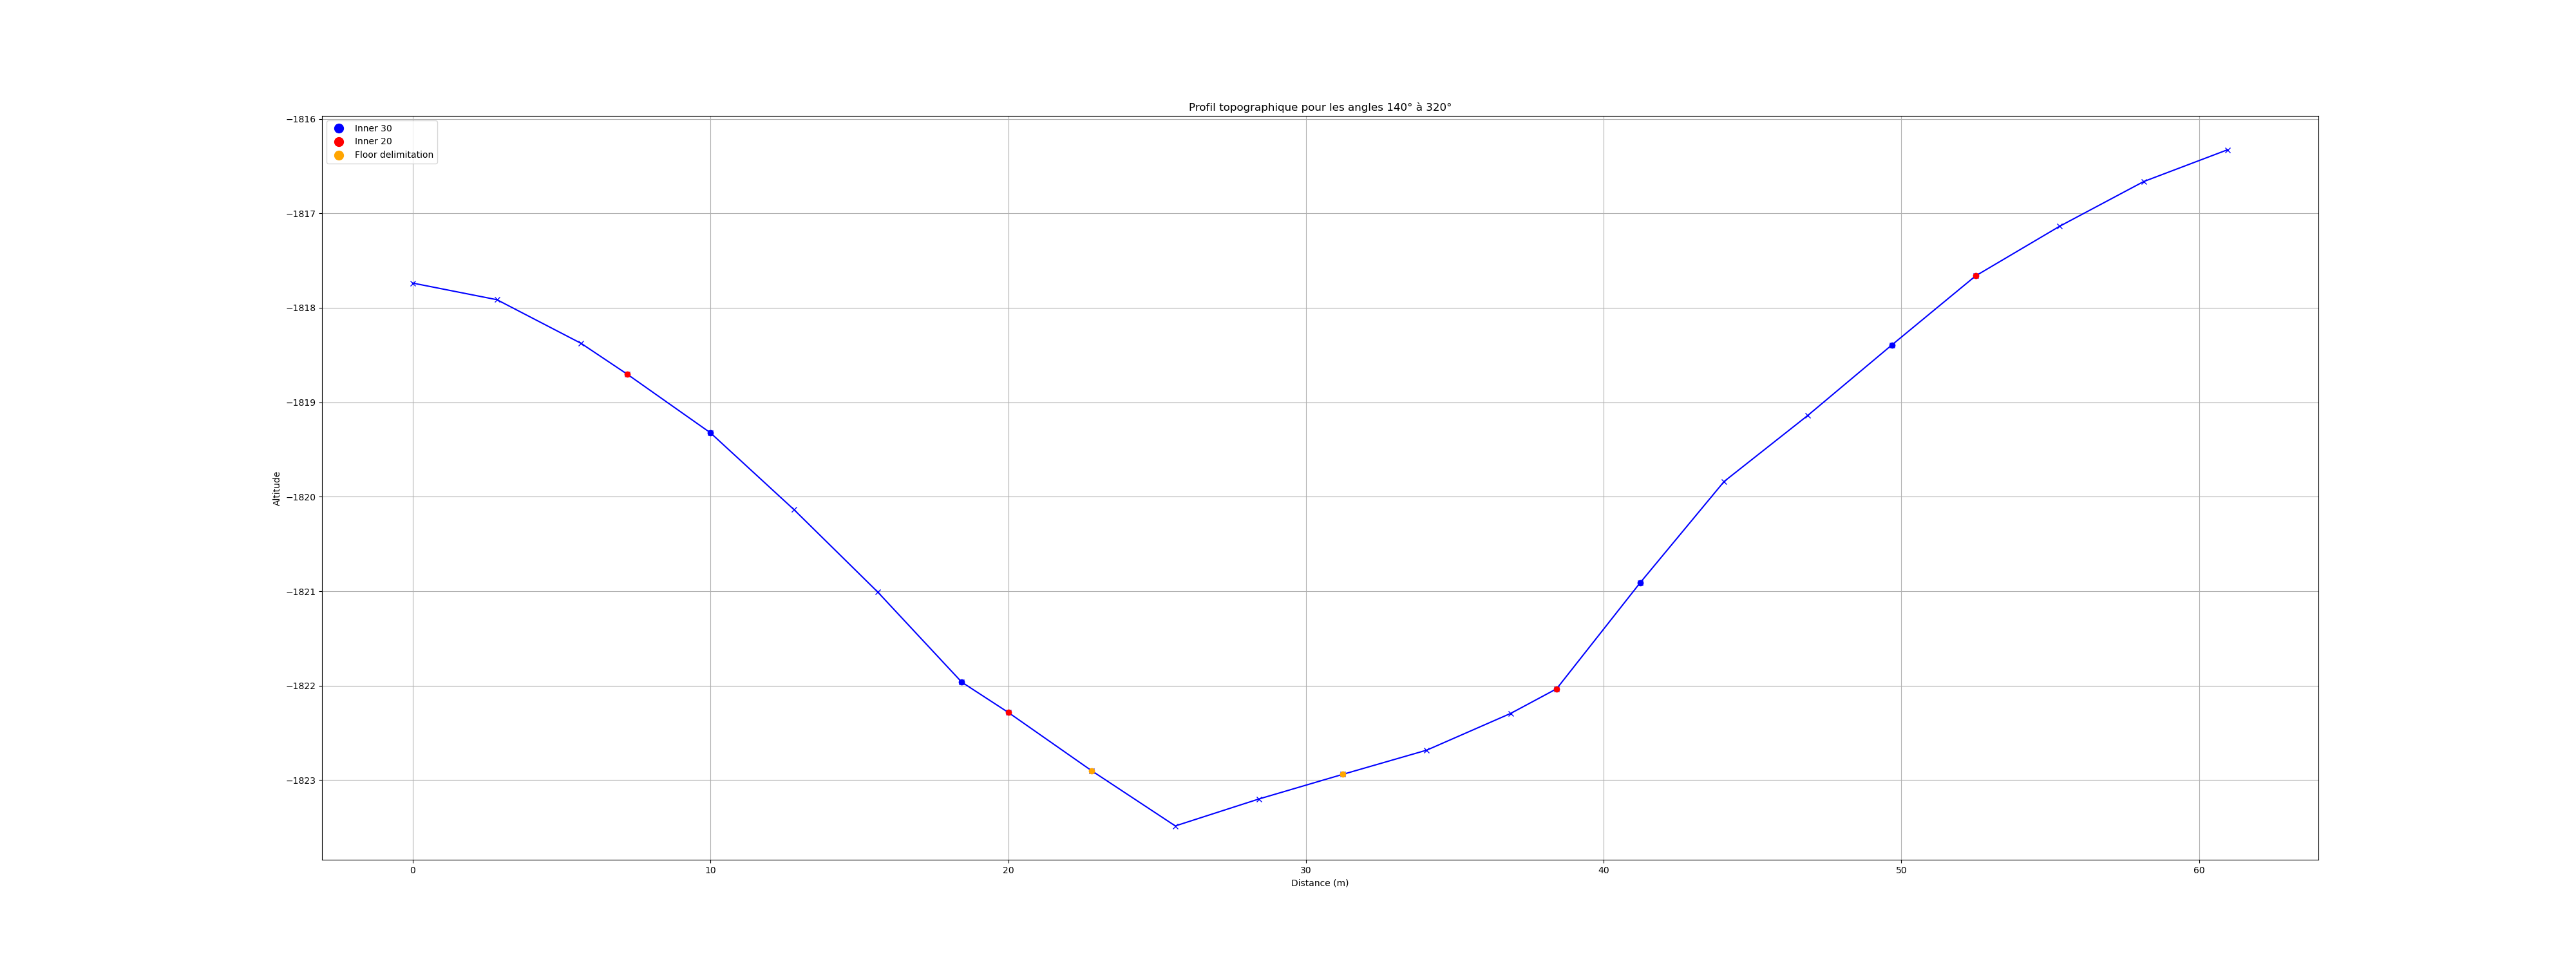 Profil topographique pour les angles 140° à 320°
Inner 30
Inner 20
Floor delimitation
Altitude
−1816
−1817
−1818
−1819
−1820
−1821
−1822
−1823
0 10 20 30 40 50 60
Distance (m)